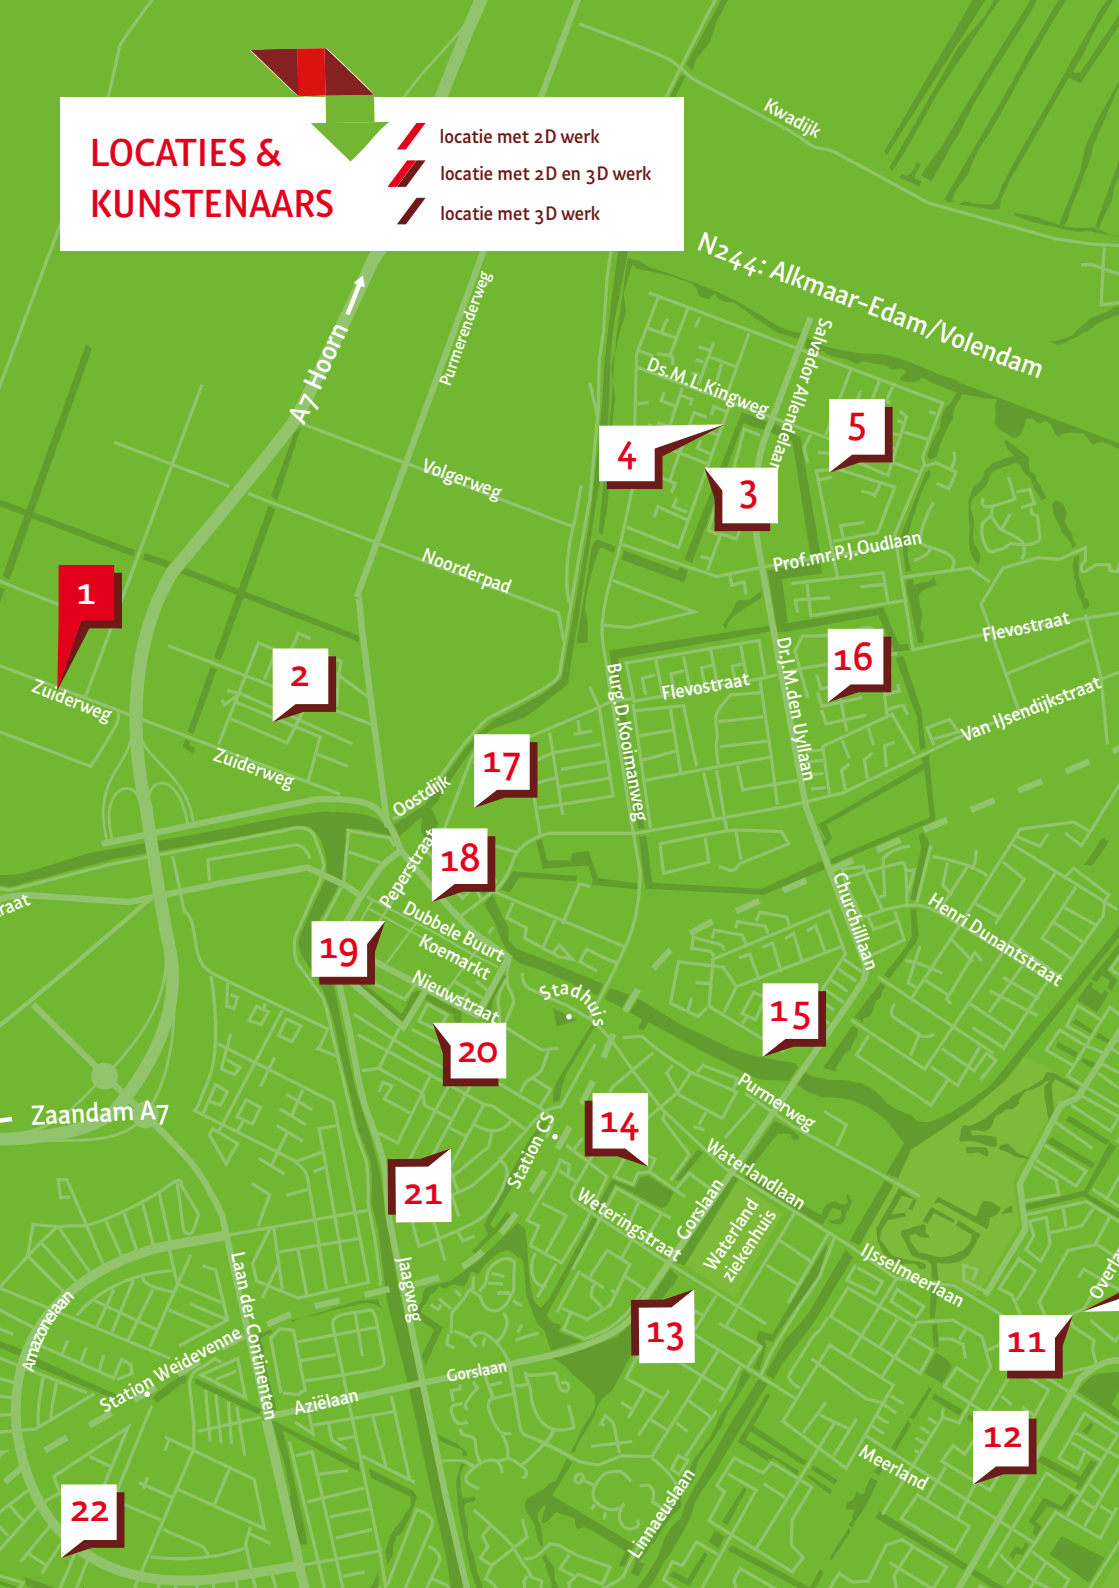 LOCATIES &
KUNSTENAARS
locatie met 2D werk
locatie met 2D en 3D werk
locatie met 3D werk
Kwadijk
N244: Alkmaar-Edam/Volendam
A7 Hoorn
Purmerenderweg
Salvador Allendelaan
Ds.M.L.Kingweg
5
4
3
Volgerweg
Noorderpad
Prof.mr.P.J.Oudlaan
1
Flevostraat
2
16
Zuiderweg
Burg.D.Kooimanweg
Flevostraat
Dr.J.M.den Uyllaan
Van IJsendijkstraat
Zuiderweg
17
Oostdijk
Peperstraat
18
Churchilllaan
Henri Dunantstraat
raat
Dubbele Buurt
Koemarkt
19
Nieuwstraat
Stadhuis
15
20
Purmerweg
Zaandam A7
14
Station CS
Waterlandlaan
21
Weteringstraat
Gorslaan
Waterland
ziekenhuis
IJsselmeerlaan
Overla
Jaagweg
Laan der Continenten
Amazonelaan
13
11
Station Weidevenne
Gorslaan
Aziëlaan
12
Meerland
Linnaeuslaan
22